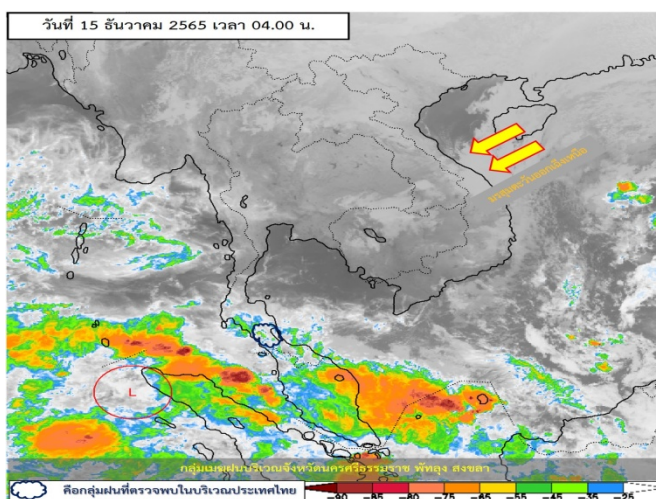 วันที่ 15 ธันวาคม 2565 เวลา 04.00 น.
มรสุมตะวันออกเฉียงเหนือ
L
กลุ่มเมฆฝนบริเวณจังหวัดนครศรีธรรมราช พัทลุง สงขลา
คือกลุ่มฝนที่ตรวจพบในบริเวณประเทศไทย
-90 -85 -80 -75 -65 -55 -45 -35 -26